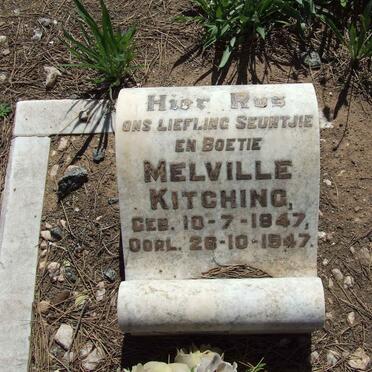 Hier Rus
ons liefling seuntjie
en boetie
Melville
Kitching,
geb. 10-7-1947,
oorl. 26-10-1947.